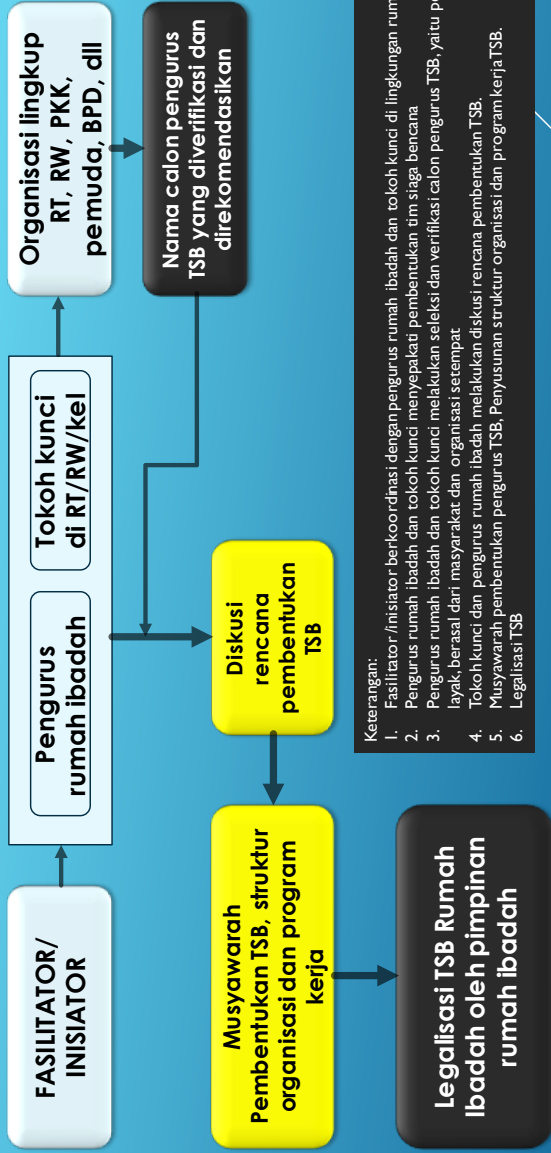 FASILITATOR/
INISIATOR
Pengurus
rumah ibadah
Tokoh kunci
di RT/RW/kel
Organisasi lingkup
RT, RW, PKK,
pemuda, BPD, dll
Nama calon pengurus
TSB yang diverifikasi dan
direkomendasikan
Diskusi
rencana
pembentukan
TSB
Musyawarah
Pembentukan TSB, struktur
organisasi dan program
kerja
Legalisasi TSB Rumah
Ibadah oleh pimpinan
rumah ibadah
Keterangan:
1. Fasilitator /inisiator berkoordinasi dengan pengurus rumah ibadah dan tokoh kunci di lingkungan rum
2. Pengurus rumah ibadah dan tokoh kunci menyepakati pembentukan tim siaga bencana
3. Pengurus rumah ibadah dan tokoh kunci melakukan seleksi dan verifikasi calon pengurus TSB, yaitu pe
layak, berasal dari masyarakat dan organisasi setempat
4. Tokoh kunci dan pengurus rumah ibadah melakukan diskusi rencana pembentukan TSB.
5. Musyawarah pembentukan pengurus TSB, Penyusunan struktur organisasi dan program kerja TSB.
6. Legalisasi TSB